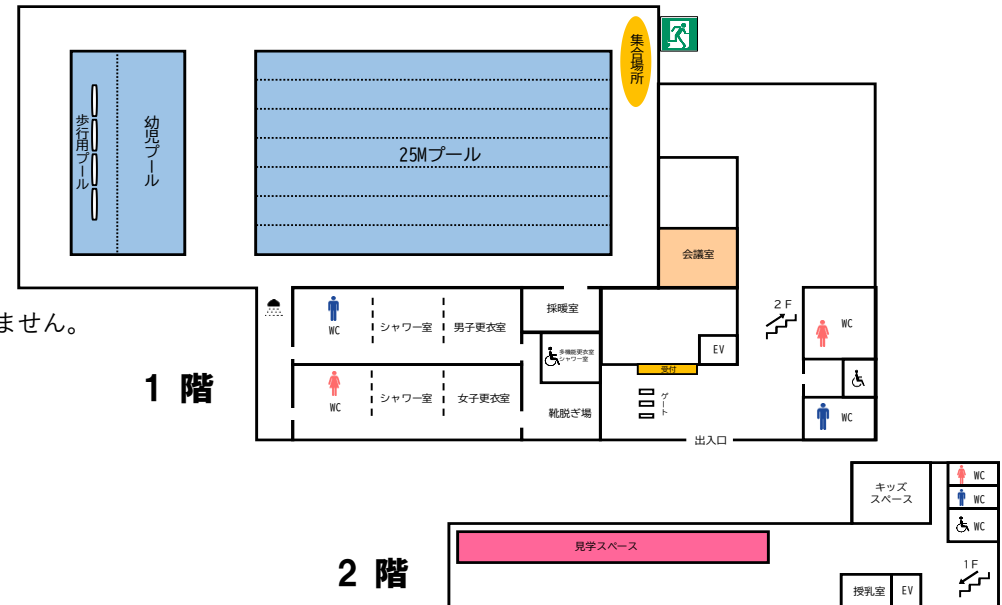 集合場所
歩行用プール
幼児プール
25Mプール
会議室
ません。
WC
シャワー室
男子更衣室
採暖室
2F
WC
EV
多機能更衣室
シャワー室
受付
1 階
WC
シャワー室
女子更衣室
靴脱ぎ場
ゲート
WC
出入口
キッズ
スペース
WC
WC
WC
見学スペース
2 階
1F
授乳室
EV